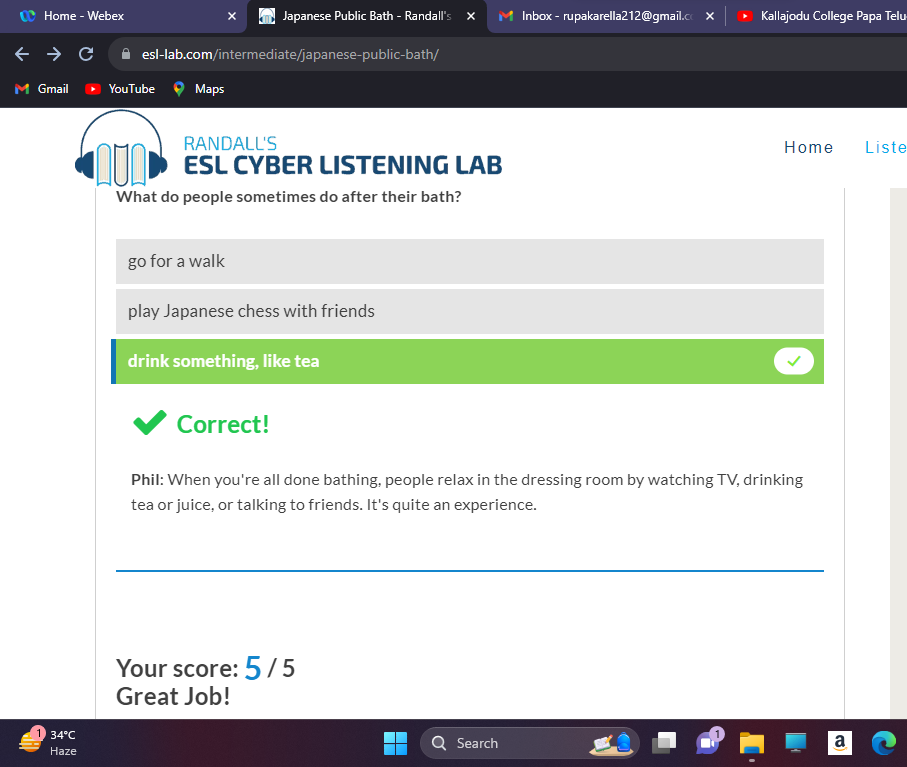 Home - Webex
Japanese Public Bath - Randall's
Inbox - rupakarella212@gmail.co
Kallajodu College Papa Telu
esl-lab.com/intermediate/japanese-public-bath/
Gmail
YouTube
Maps
RANDALL'S
ESL CYBER LISTENING LAB
Home
Liste
What do people sometimes do after their bath?
go for a walk
play Japanese chess with friends
drink something, like tea
Correct!
Phil: When you're all done bathing, people relax in the dressing room by watching TV, drinking
tea or juice, or talking to friends. It's quite an experience.
Your score: 5 / 5
Great Job!
1
34°C
Haze
Search
1
a